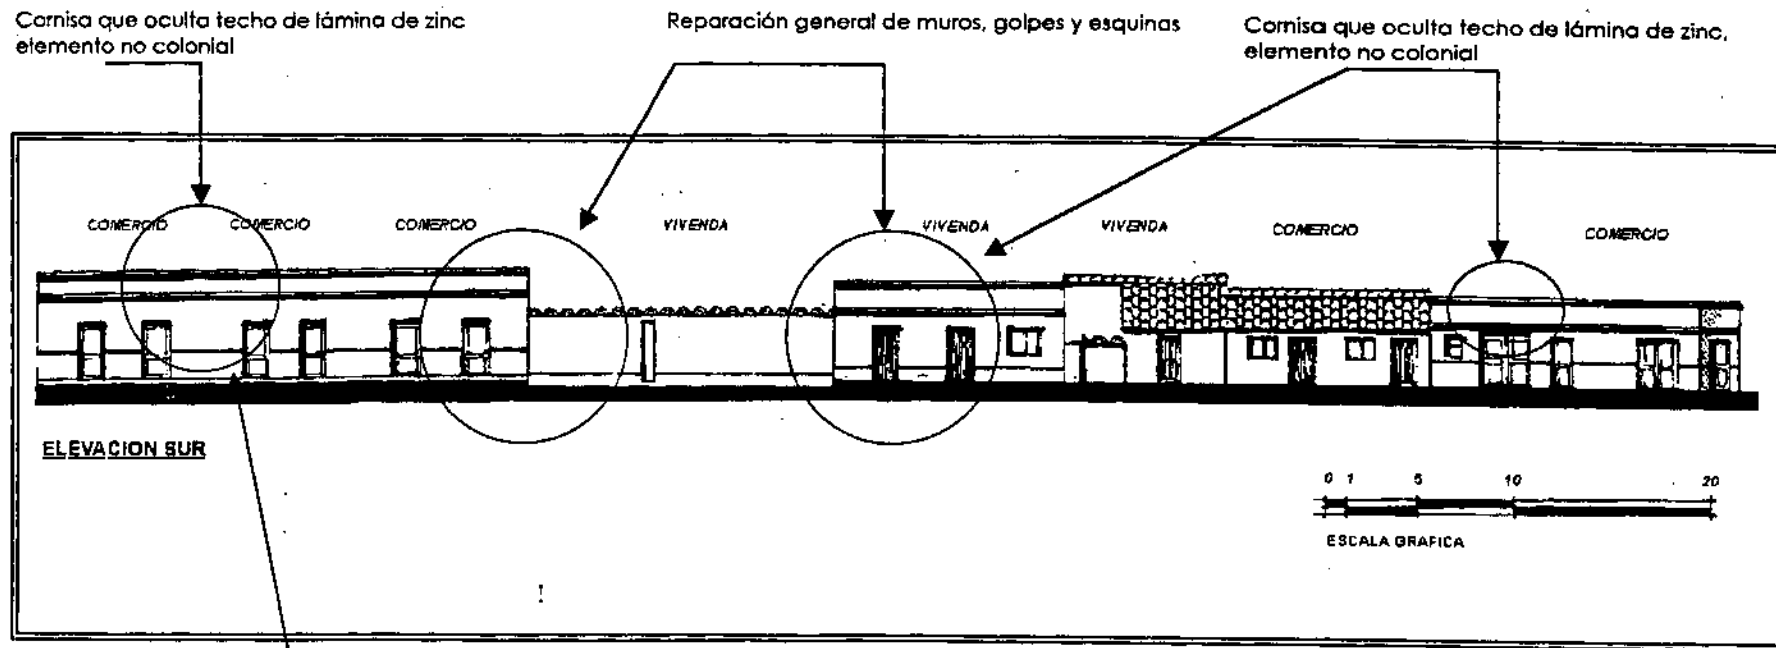 Cornisa que oculta techo de lámina de zinc
elemento no colonial
Reparación general de muros, golpes y esquinas
Cornisa que oculta techo de lámina de zinc,
elemento no colonial
COMERCIO
COMERCIO
COMERCIO
VIVENDA
VIVENDA
VIVENDA
COMERCIO
COMERCIO
ELEVACION SUR
0 1 5 10 20
ESCALA GRAFICA